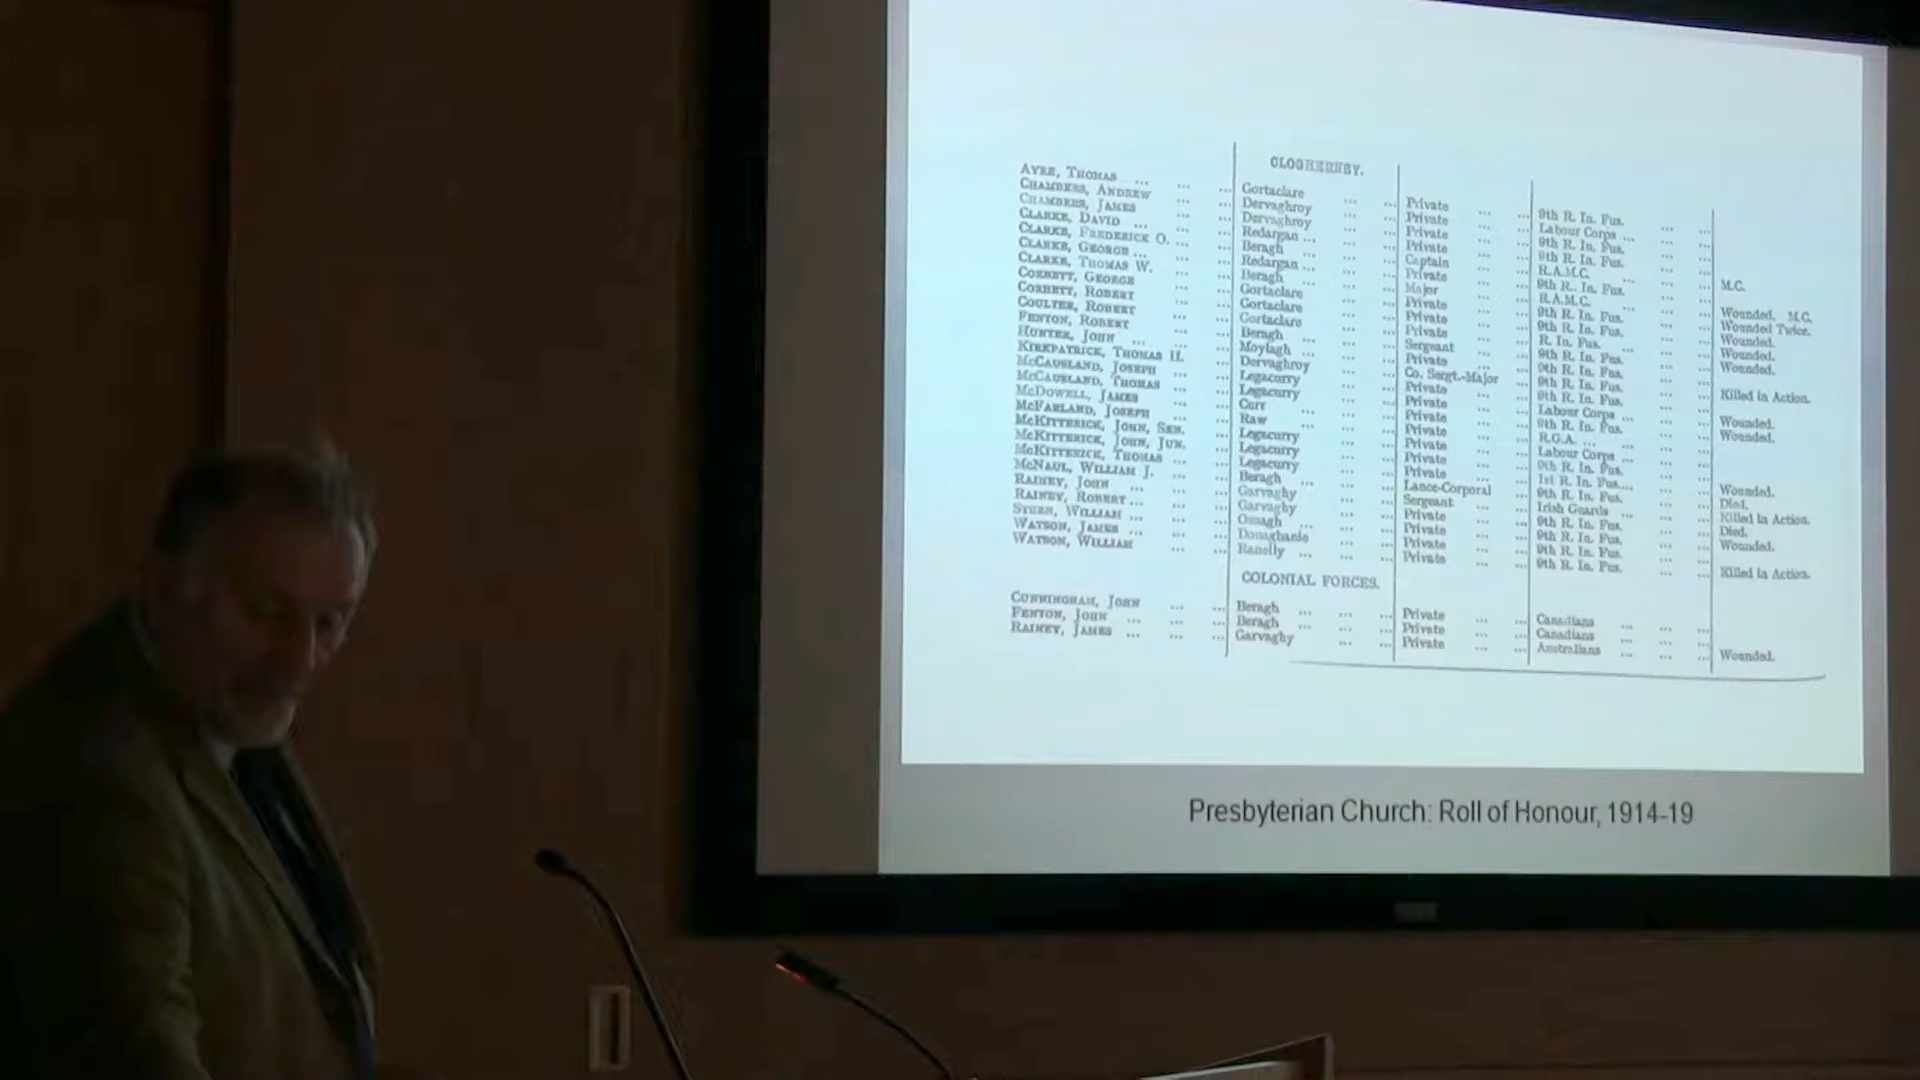 CLOGHERNEY.
AYRE, THOMAS ... ... ... Gortaclare ... ... Private ... ... 9th R. In. Fus. ... ...
CHAMBERS, ANDREW ... ... Dervaghroy ... ... Private ... ... Labour Corps ... ... ...
CHAMBERS, JAMES ... ... Dervaghroy ... ... Private ... ... 9th R. In. Fus. ... ...
CLARKE, DAVID ... ... ... Redargan ... ... ... Private ... ... 9th R. In. Fus. ... ...
CLARKE, FREDERICK O. ... ... Beragh ... ... ... Captain ... ... R.A.M.C. ... ... ... M.C.
CLARKE, GEORGE ... ... ... Redargan ... ... ... Private ... ... 9th R. In. Fus. ... ...
CLARKE, THOMAS W. ... ... Beragh ... ... ... Major ... ... R.A.M.C. ... ... ... Wounded. M.C.
CORBETT, GEORGE ... ... Gortaclare ... ... Private ... ... 9th R. In. Fus. ... ... Wounded Twice.
CORBETT, ROBERT ... ... Gortaclare ... ... Private ... ... 9th R. In. Fus. ... ... Wounded.
COULTER, ROBERT ... ... Gortaclare ... ... Private ... ... R. In. Fus. ... ... ... Wounded.
FENTON, ROBERT ... ... Beragh ... ... ... Sergeant ... ... 9th R. In. Fus. ... ... Wounded.
HUNTER, JOHN ... ... ... Moylagh ... ... ... Private ... ... 9th R. In. Fus. ... ...
KIRKPATRICK, THOMAS H. ... Dervaghroy ... ... Co. Sergt.-Major ... 9th R. In. Fus. ... ... Killed in Action.
McCAUSLAND, JOSEPH ... ... Legacurry ... ... Private ... ... 9th R. In. Fus. ... ...
McCAUSLAND, THOMAS ... ... Legacurry ... ... Private ... ... Labour Corps ... ... ... Wounded.
McDOWELL, JAMES ... ... Curr ... ... ... Private ... ... 9th R. In. Fus. ... ... Wounded.
McFARLAND, JOSEPH ... ... Raw ... ... ... Private ... ... R.G.A. ... ... ...
McKITTERICK, JOHN, SEN. ... Legacurry ... ... Private ... ... Labour Corps ... ... ...
McKITTERICK, JOHN, JUN. ... Legacurry ... ... Private ... ... 9th R. In. Fus. ... ...
McKITTERICK, THOMAS ... ... Legacurry ... ... Private ... ... 1st R. In. Fus. ... ... Wounded.
McNAUL, WILLIAM J. ... ... Beragh ... ... ... Lance-Corporal ... 9th R. In. Fus. ... ... Died.
RAINEY, JOHN ... ... ... Garvaghy ... ... Sergeant ... ... Irish Guards ... ... ... Killed in Action.
RAINEY, ROBERT ... ... ... Garvaghy ... ... Private ... ... 9th R. In. Fus. ... ... Died.
STEEN, WILLIAM ... ... ... Omagh ... ... ... Private ... ... 9th R. In. Fus. ... ... Wounded.
WATSON, JAMES ... ... ... Donaghanie ... ... Private ... ... 9th R. In. Fus. ... ...
WATSON, WILLIAM ... ... Ranelly ... ... ... Private ... ... 9th R. In. Fus. ... ... Killed in Action.
COLONIAL FORCES.
CUNNINGHAM, JOHN ... ... Beragh ... ... ... Private ... ... Canadians ... ... ...
FENTON, JOHN ... ... ... Beragh ... ... ... Private ... ... Canadians ... ... ...
RAINEY, JAMES ... ... ... Garvaghy ... ... Private ... ... Australians ... ... ... Wounded.
Presbyterian Church: Roll of Honour, 1914-19